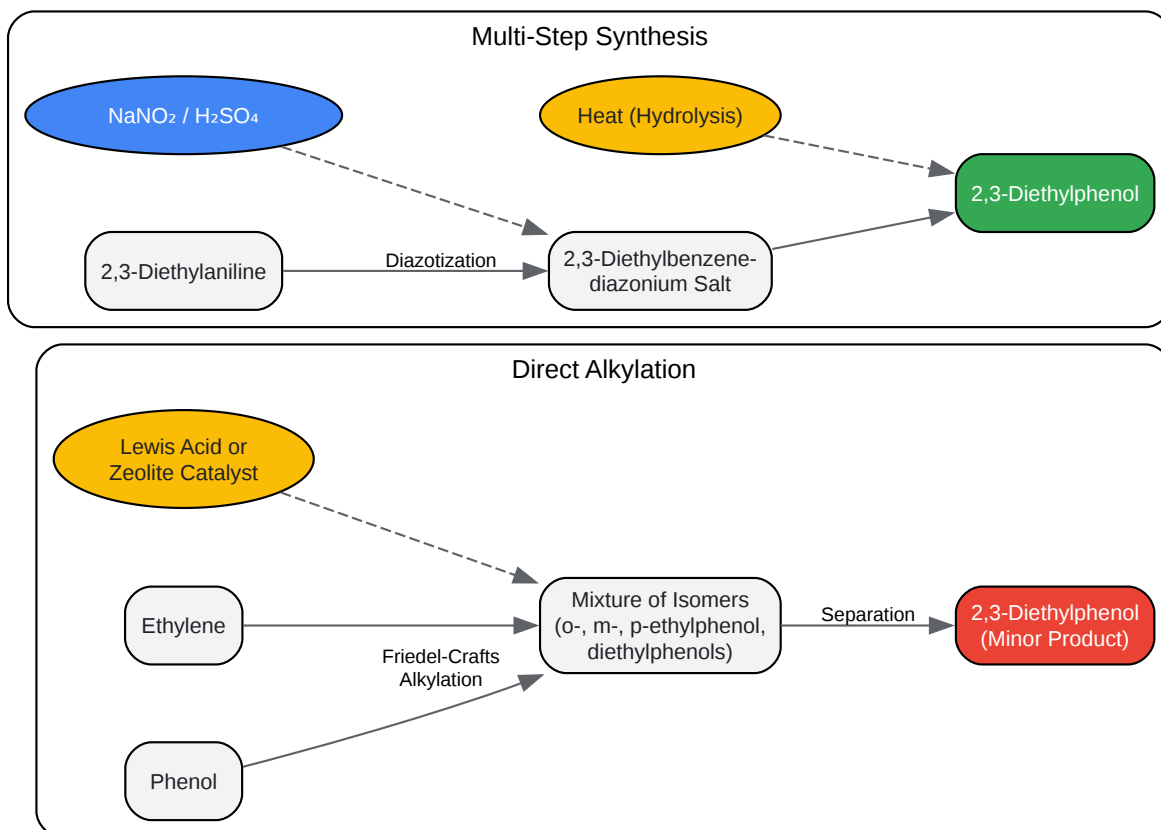 Multi-Step Synthesis
NaNO₂ / H₂SO₄
Heat (Hydrolysis)
2,3-Diethylphenol
2,3-Diethylaniline
Diazotization
2,3-Diethylbenzene-
diazonium Salt
Direct Alkylation
Lewis Acid or
Zeolite Catalyst
Ethylene
Friedel-Crafts
Alkylation
Phenol
Mixture of Isomers
(o-, m-, p-ethylphenol,
diethylphenols)
Separation
2,3-Diethylphenol
(Minor Product)